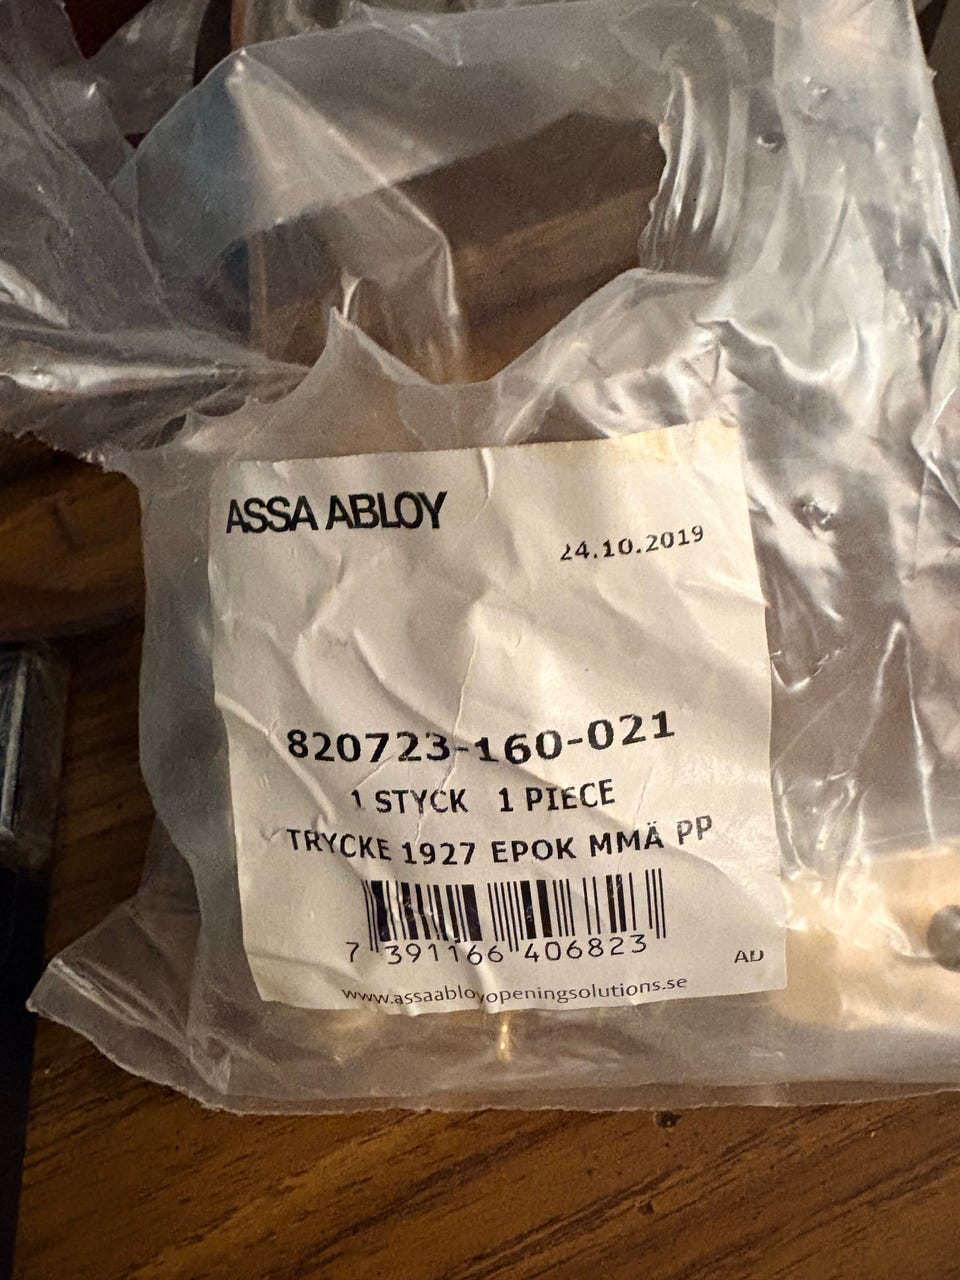 ASSA ABLOY
24.10.2019
820723-160-021
1 STYCK 1 PIECE
TRYCKE 1927 EPOK MMÄ PP
7 391166 406823
AD
www.assaabloyopeningsolutions.se